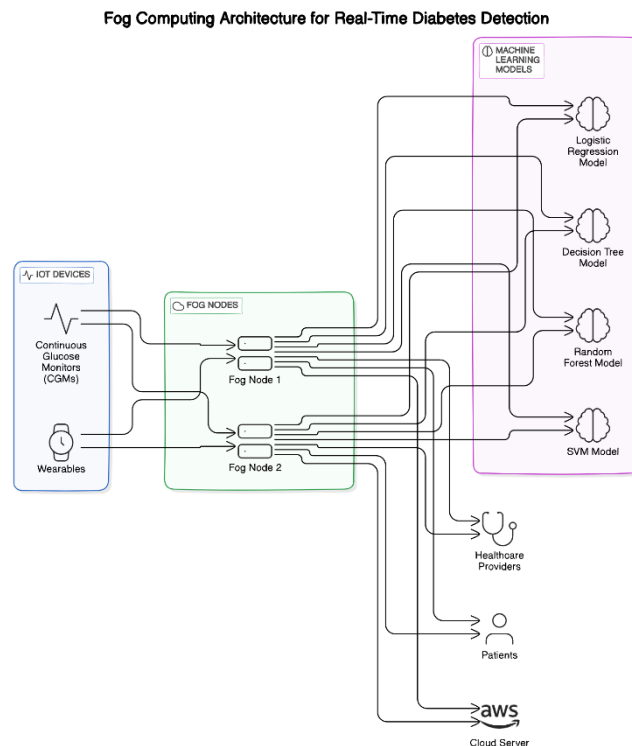 Fog Computing Architecture for Real-Time Diabetes Detection
MACHINE
LEARNING
MODELS
Logistic
Regression
Model
Decision Tree
Model
IOT DEVICES
FOG NODES
Continuous
Glucose
Monitors
(CGMs)
Fog Node 1
Random
Forest Model
Wearables
Fog Node 2
SVM Model
Healthcare
Providers
Patients
aws
Cloud Server